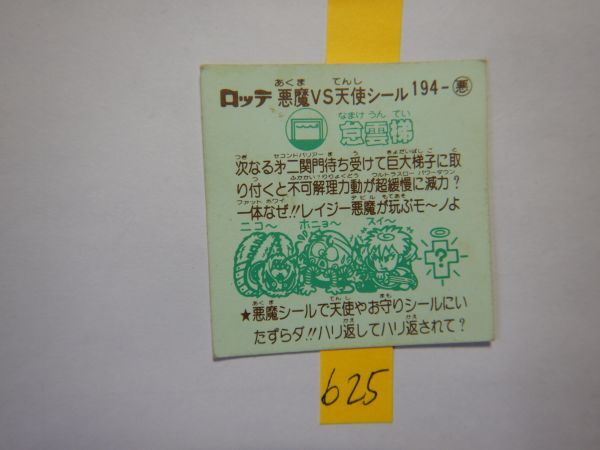 ロッテ 悪魔VS天使シール 194-悪
怠雲梯
次なる才二関門待ち受けて巨大梯子に取
り付くと不可解理力動が超緩慢に減力?
一体なぜ!!レイジー悪魔が玩ぶモ〜ノよ
ニコ〜 ホニョ〜 スイ〜
?
★悪魔シールで天使やお守りシールにい
たずらダ!!ハリ返してハリ返されて?
625